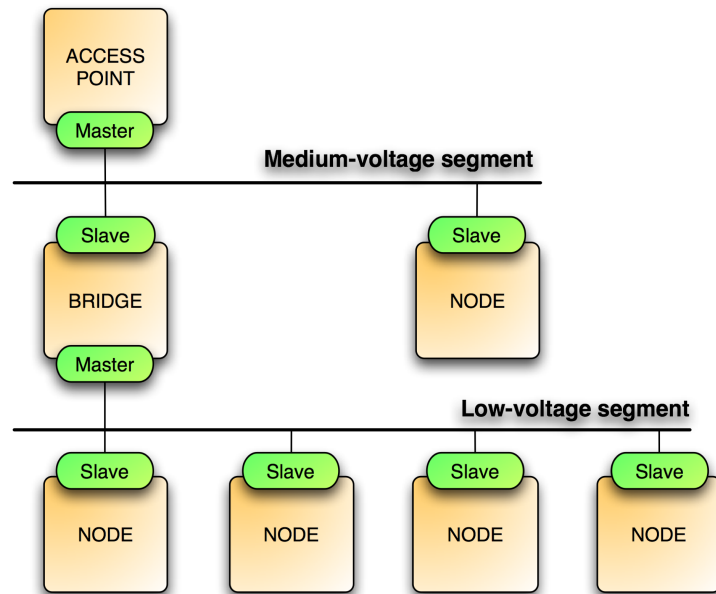 ACCESS
POINT
Master
Medium-voltage segment
Slave
Slave
BRIDGE
NODE
Master
Low-voltage segment
Slave
Slave
Slave
Slave
NODE
NODE
NODE
NODE